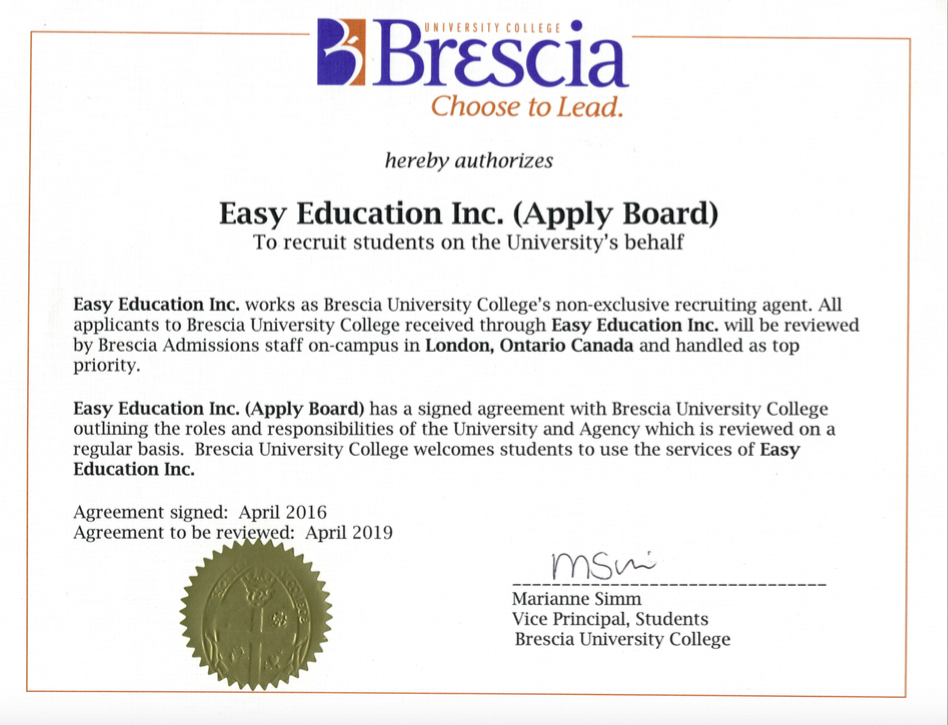 UNIVERSITY COLLEGE
Brescia
Choose to Lead.
hereby authorizes
Easy Education Inc. (Apply Board)
To recruit students on the University's behalf
Easy Education Inc. works as Brescia University College's non-exclusive recruiting agent. All
applicants to Brescia University College received through Easy Education Inc. will be reviewed
by Brescia Admissions staff on-campus in London, Ontario Canada and handled as top
priority.
Easy Education Inc. (Apply Board) has a signed agreement with Brescia University College
outlining the roles and responsibilities of the University and Agency which is reviewed on a
regular basis. Brescia University College welcomes students to use the services of Easy
Education Inc.
Agreement signed: April 2016
Agreement to be reviewed: April 2019
Marianne Simm
Vice Principal, Students
Brescia University College